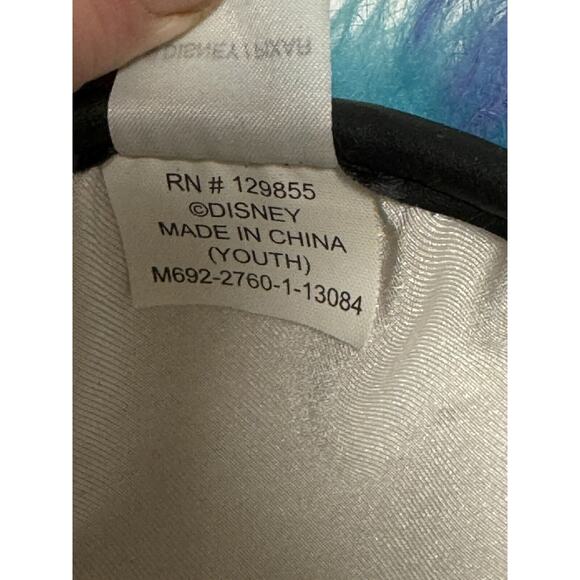 RN # 129855
©DISNEY
MADE IN CHINA
(YOUTH)
M692-2760-1-13084